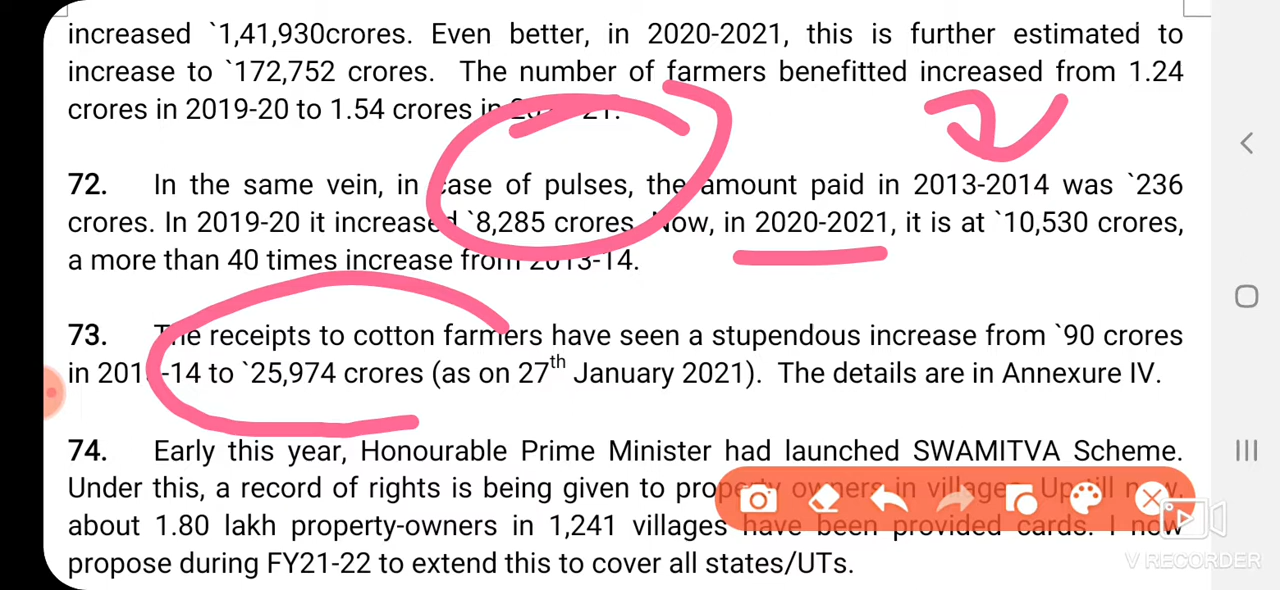 increased `1,41,930crores. Even better, in 2020-2021, this is further estimated to
increase to `172,752 crores. The number of farmers benefitted increased from 1.24
crores in 2019-20 to 1.54 crores in 2020-21.
72. In the same vein, in case of pulses, the amount paid in 2013-2014 was `236
crores. In 2019-20 it increased `8,285 crores. Now, in 2020-2021, it is at `10,530 crores,
a more than 40 times increase from 2013-14.
73. The receipts to cotton farmers have seen a stupendous increase from `90 crores
in 2013-14 to `25,974 crores (as on 27th January 2021). The details are in Annexure IV.
74. Early this year, Honourable Prime Minister had launched SWAMITVA Scheme.
Under this, a record of rights is being given to property owners in villages. Up till now,
about 1.80 lakh property-owners in 1,241 villages have been provided cards. I now
propose during FY21-22 to extend this to cover all states/UTs.
V RECORDER